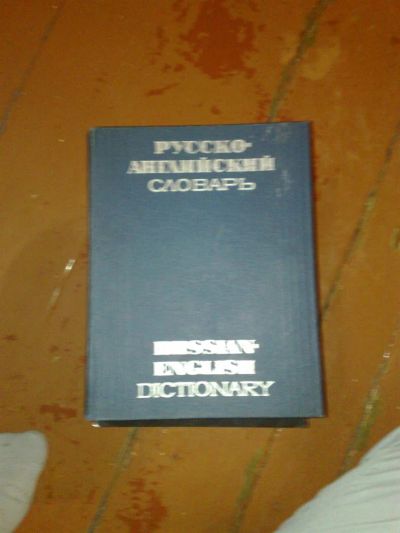 РУССКО-
АНГЛИЙСКИЙ
СЛОВАРЬ
RUSSIAN-
ENGLISH
DICTIONARY